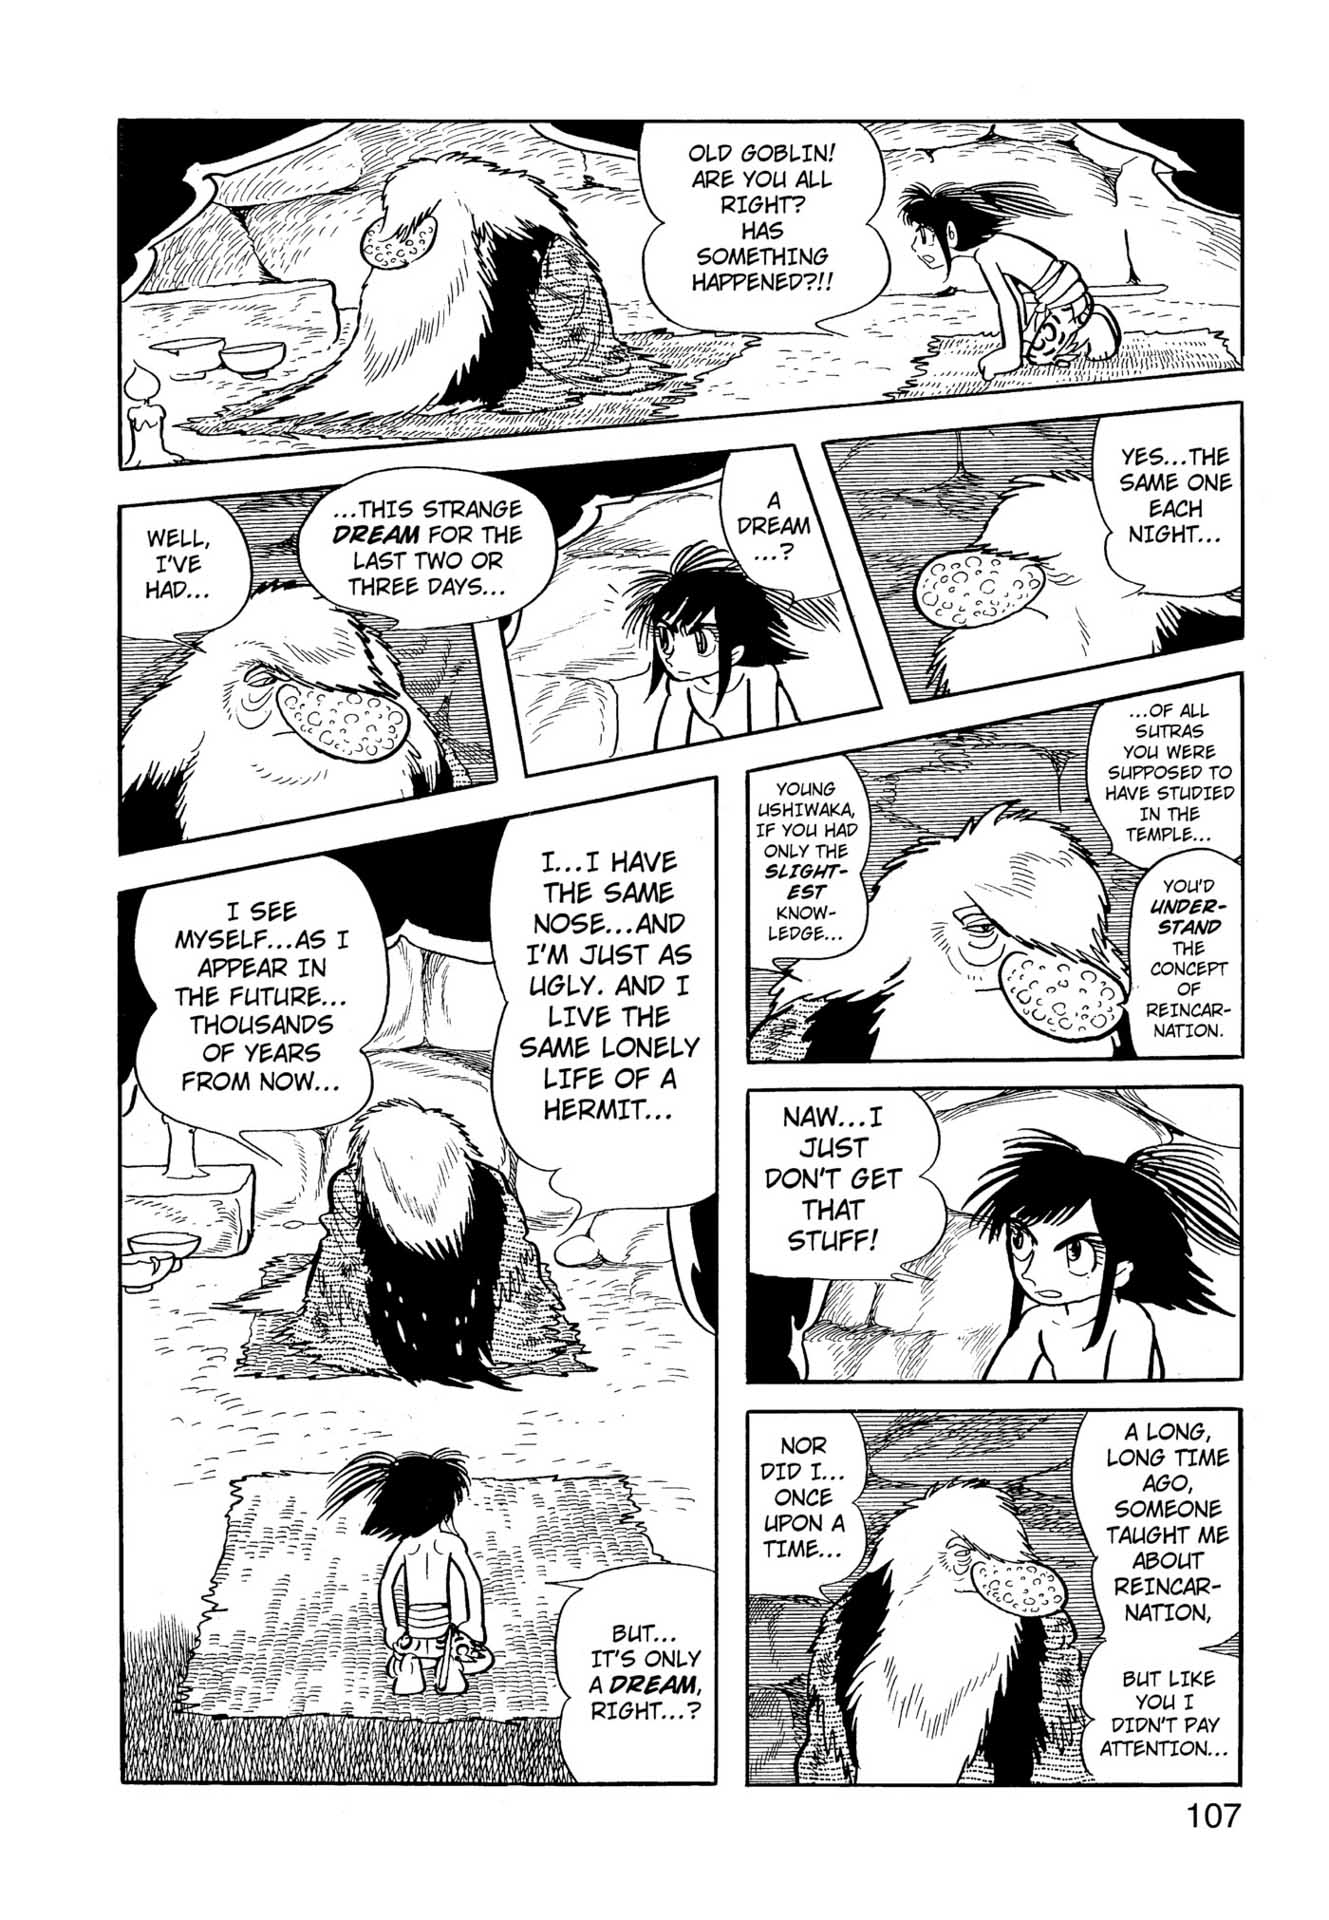 OLD GOBLIN!
ARE YOU ALL
RIGHT?
HAS
SOMETHING
HAPPENED?!!
WELL,
I'VE
HAD...
...THIS STRANGE
DREAM FOR THE
LAST TWO OR
THREE DAYS...
A
DREAM
...?
YES...THE
SAME ONE
EACH
NIGHT...
I SEE
MYSELF...AS I
APPEAR IN
THE FUTURE...
THOUSANDS
OF YEARS
FROM NOW...
I...I HAVE
THE SAME
NOSE...AND
I'M JUST AS
UGLY. AND I
LIVE THE
SAME LONELY
LIFE OF A
HERMIT...
BUT...
IT'S ONLY
A DREAM,
RIGHT...?
YOUNG
USHIWAKA,
IF YOU HAD
ONLY THE
SLIGHT-
EST
KNOW-
LEDGE...
...OF ALL
SUTRAS
YOU WERE
SUPPOSED TO
HAVE STUDIED
IN THE
TEMPLE...
YOU'D
UNDER-
STAND
THE
CONCEPT
OF
REINCAR-
NATION.
NAW...I
JUST
DON'T GET
THAT
STUFF!
NOR
DID I...
ONCE
UPON A
TIME...
A LONG,
LONG TIME
AGO,
SOMEONE
TAUGHT ME
ABOUT
REINCAR-
NATION,
BUT LIKE
YOU I
DIDN'T PAY
ATTENTION...
107